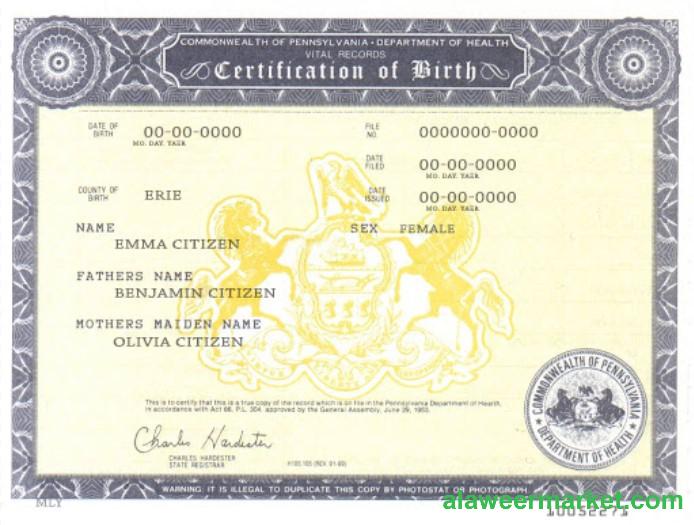 COMMONWEALTH OF PENNSYLVANIA • DEPARTMENT OF HEALTH
VITAL RECORDS
Certification of Birth
DATE OF BIRTH 00-00-0000 FILE NO. 0000000-0000
MO. DAY. YAER
DATE FILED 00-00-0000
MO. DAY. YAER
COUNTY OF BIRTH ERIE DATE ISSUED 00-00-0000
MO. DAY. YAER
NAME SEX FEMALE
EMMA CITIZEN
FATHERS NAME
BENJAMIN CITIZEN
MOTHERS MAIDEN NAME
OLIVIA CITIZEN
This is to certify that this is a true copy of the record which is on file in the Pennsylvania Department of Health,
in accordance with Act 66, P.L. 304, approved by the General Assembly, June 29, 1953.
Charles Hardester
CHARLES HARDESTER
STATE REGISTRAR H105.105 (REV. 01-89)
COMMONWEALTH OF PENNSYLVANIA
DEPARTMENT OF HEALTH
WARNING: IT IS ILLEGAL TO DUPLICATE THIS COPY BY PHOTOSTAT OR PHOTOGRAPH.
MLY
alaweermarket.com